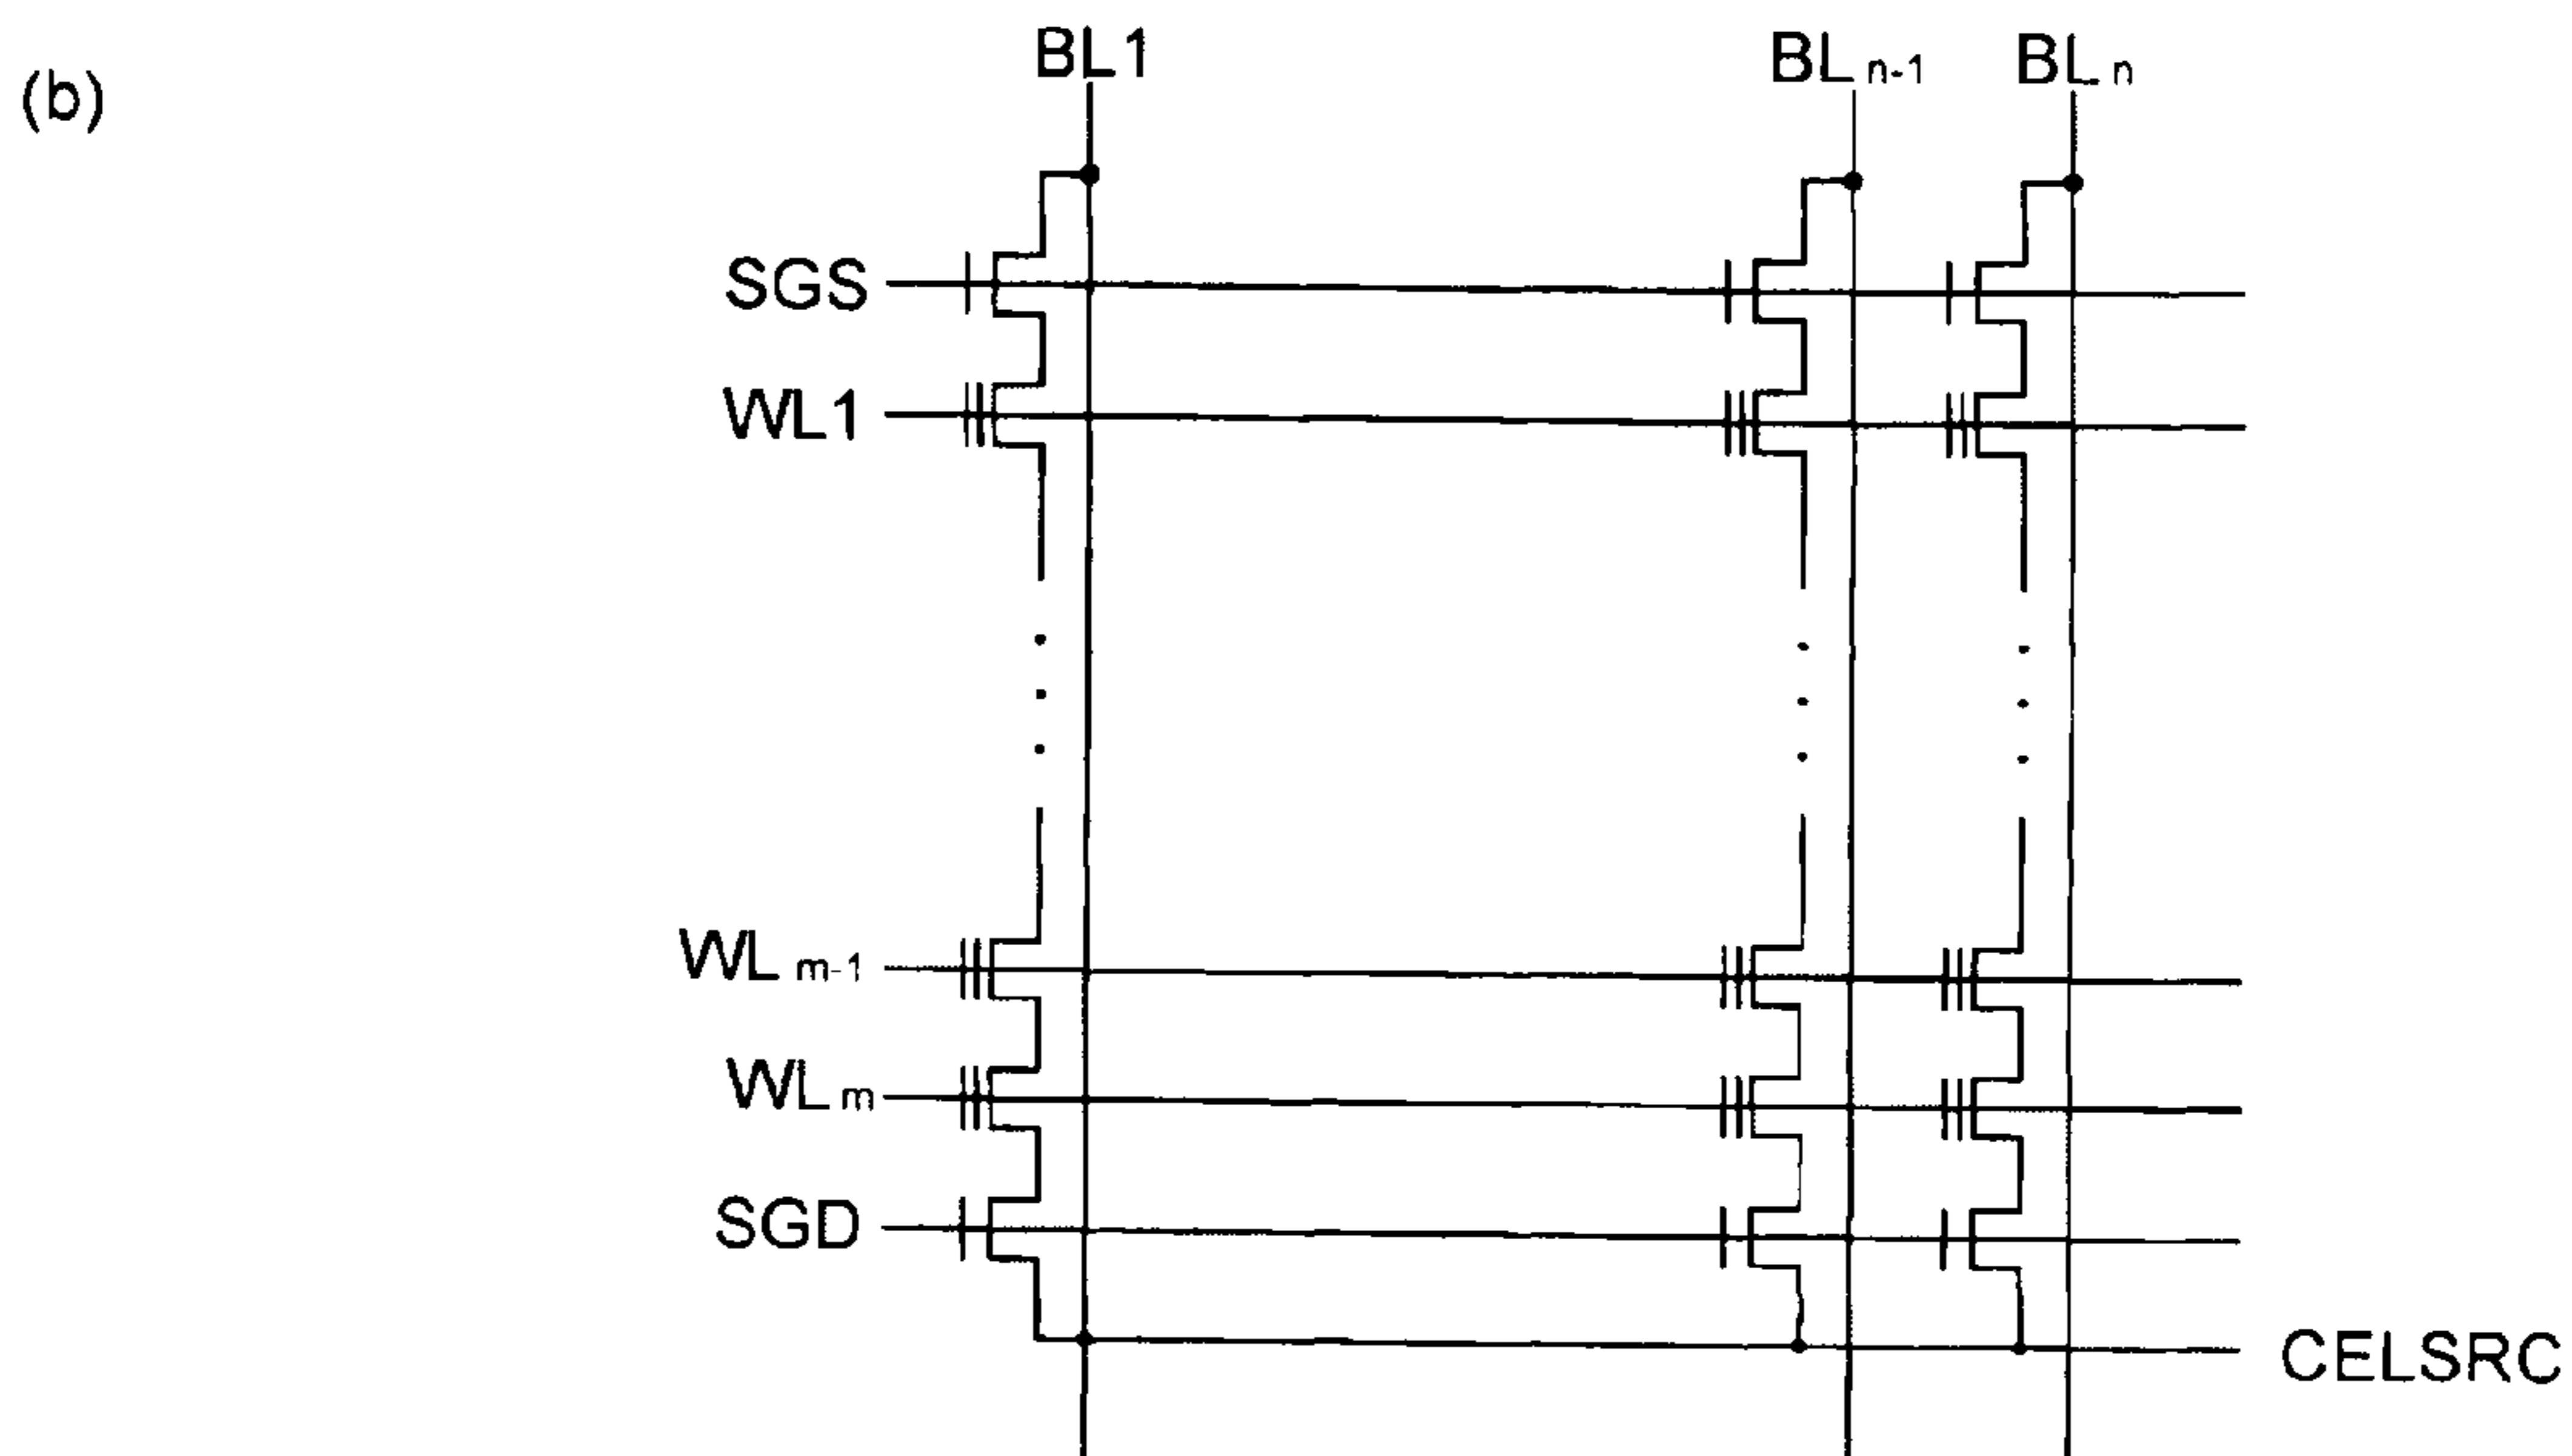 (b)
BL1 BLn-1 BLn
SGS
WL1
WLm-1
WLm
SGD
CELSRC